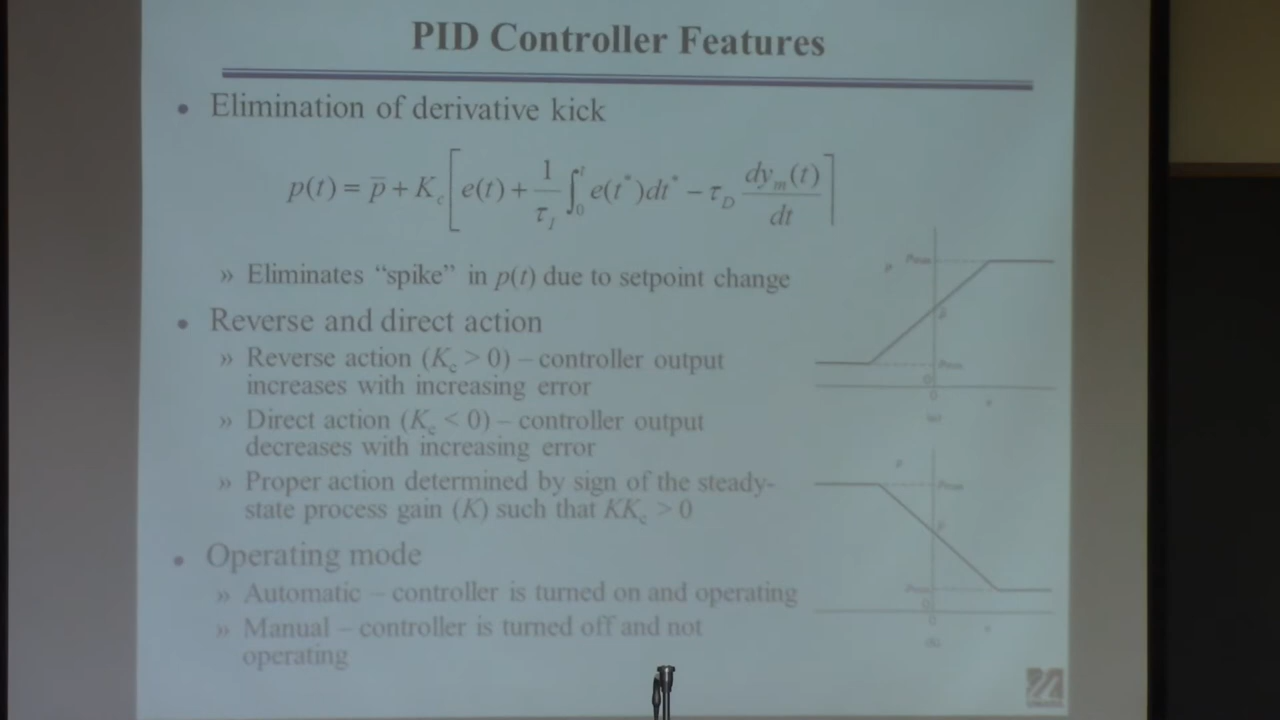 PID Controller Features
• Elimination of derivative kick
p(t) = p̄ + K_c [ e(t) + 1/τ_I ∫_0^t e(t*)dt* − τ_D dy_m(t)/dt ]
» Eliminates “spike” in p(t) due to setpoint change
• Reverse and direct action
» Reverse action (K_c > 0) – controller output
increases with increasing error
» Direct action (K_c < 0) – controller output
decreases with increasing error
» Proper action determined by sign of the steady-
state process gain (K) such that KK_c > 0
• Operating mode
» Automatic – controller is turned on and operating
» Manual – controller is turned off and not
operating
p
0
0
p
0
0